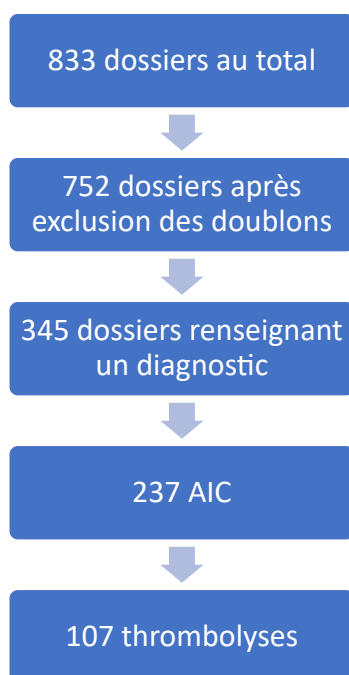 833 dossiers au total
752 dossiers après
exclusion des doublons
345 dossiers renseignant
un diagnostic
237 AIC
107 thrombolyses